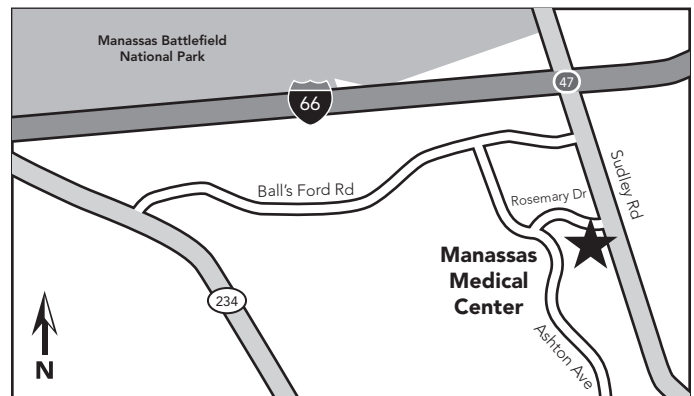 Manassas Battlefield
National Park
66
47
Sudley Rd
Ball's Ford Rd
Rosemary Dr
Manassas
Medical
Center
234
Ashton Ave
N